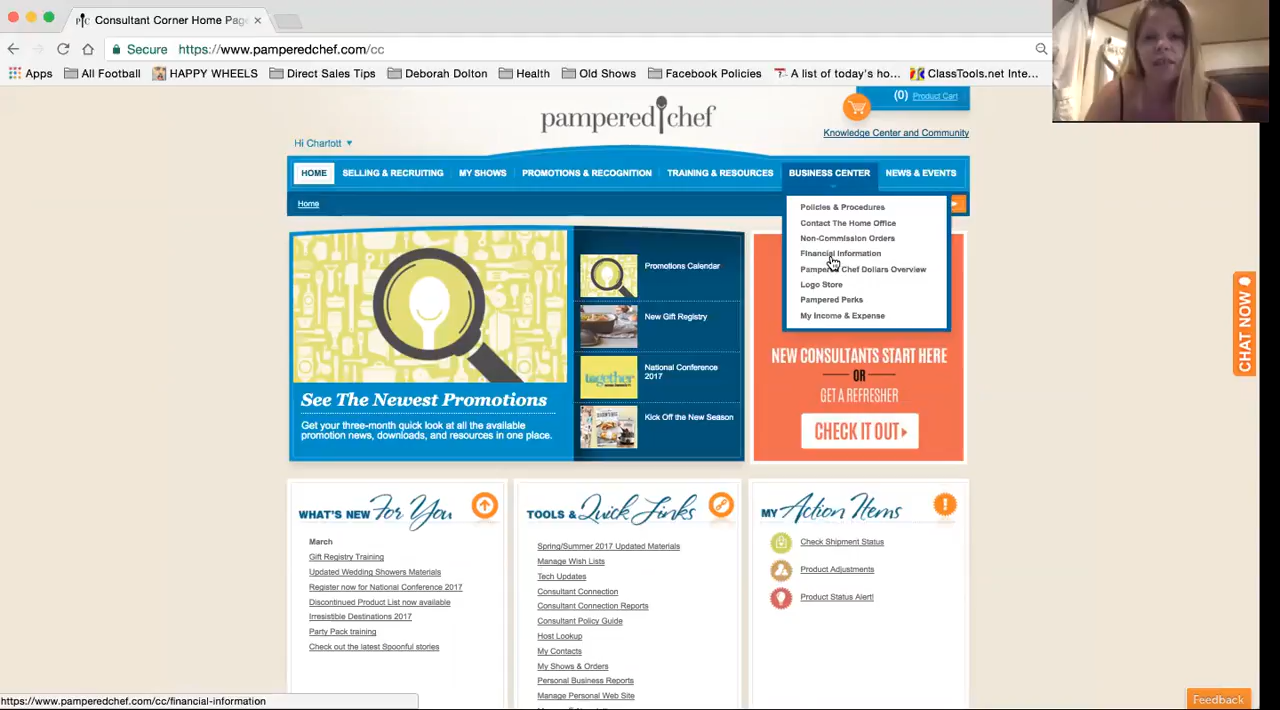 Consultant Corner Home Page
Secure https://www.pamperedchef.com/cc
Apps All Football HAPPY WHEELS Direct Sales Tips Deborah Dolton Health Old Shows Facebook Policies A list of today's ho... ClassTools.net Inte...
(0) Product Cart
pampered chef
Knowledge Center and Community
Hi Charlott
HOME SELLING & RECRUITING MY SHOWS PROMOTIONS & RECOGNITION TRAINING & RESOURCES BUSINESS CENTER NEWS & EVENTS
Home
Policies & Procedures
Contact The Home Office
Non-Commission Orders
Financial Information
Chef Dollars Overview
Logo Store
Pampered Perks
My Income & Expense
Promotions Calendar
New Gift Registry
together
National Conference
2017
Kick Off the New Season
See The Newest Promotions
Get your three-month quick look at all the available
promotion news, downloads, and resources in one place.
NEW CONSULTANTS START HERE
OR
GET A REFRESHER
CHECK IT OUT
CHAT NOW
WHAT'S NEW For You
March
Gift Registry Training
Updated Wedding Showers Materials
Register now for National Conference 2017
Discontinued Product List now available
Irresistible Destinations 2017
Party Pack training
Check out the latest Spoonful stories
TOOLS & Quick Links
Spring/Summer 2017 Updated Materials
Manage Wish Lists
Tech Updates
Consultant Connection
Consultant Connection Reports
Consultant Policy Guide
Host Lookup
My Contacts
My Shows & Orders
Personal Business Reports
Manage Personal Web Site
MY Action Items
Check Shipment Status
Product Adjustments
Product Status Alert!
https://www.pamperedchef.com/cc/financial-information
Feedback